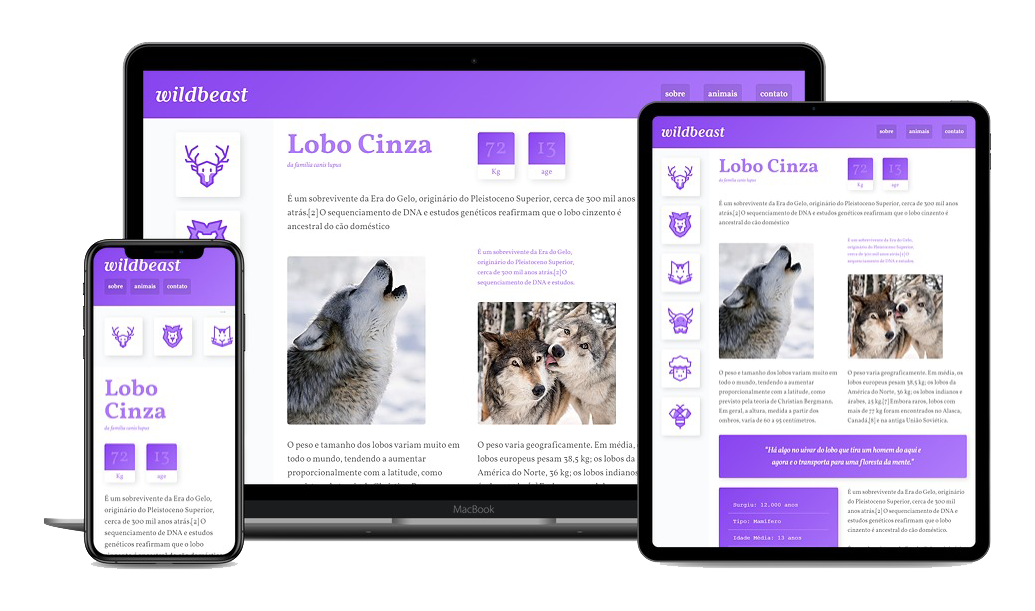 wildbeast
sobre animais contato
Lobo Cinza
da família canis lupus
72
Kg
13
age
É um sobrevivente da Era do Gelo, originário do Pleistoceno Superior, cerca de 300 mil anos
atrás.[2] O sequenciamento de DNA e estudos genéticos reafirmam que o lobo cinzento é
ancestral do cão doméstico
É um sobrevivente da Era do Gelo,
originário do Pleistoceno Superior,
cerca de 300 mil anos atrás.[2] O
sequenciamento de DNA e estudos.
O peso e tamanho dos lobos variam muito em
todo o mundo, tendendo a aumentar
proporcionalmente com a latitude, como
O peso varia geograficamente. Em média,
lobos europeus pesam 38,5 kg; os lobos da
América do Norte, 36 kg; os lobos indianos
MacBook
wildbeast
sobre animais contato
Lobo
Cinza
da família canis lupus
72
Kg
13
age
É um sobrevivente da Era do Gelo,
originário do Pleistoceno Superior,
cerca de 300 mil anos atrás.[2] O
sequenciamento de DNA e estudos
genéticos reafirmam que o lobo
cinzento é ancestral do cão doméstico
wildbeast
sobre animais contato
Lobo Cinza
da família canis lupus
72
Kg
13
age
É um sobrevivente da Era do Gelo, originário do Pleistoceno Superior, cerca de 300 mil anos
atrás.[2] O sequenciamento de DNA e estudos genéticos reafirmam que o lobo cinzento é
ancestral do cão doméstico
É um sobrevivente da Era do Gelo,
originário do Pleistoceno Superior,
cerca de 300 mil anos atrás.[2] O
sequenciamento de DNA e estudos.
O peso e tamanho dos lobos variam muito em
todo o mundo, tendendo a aumentar
proporcionalmente com a latitude, como
previsto pela teoria de Christian Bergmann.
Em geral, a altura, medida a partir dos
ombros, varia de 60 a 95 centímetros.
O peso varia geograficamente. Em média, os
lobos europeus pesam 38,5 kg; os lobos da
América do Norte, 36 kg; os lobos indianos e
árabes, 25 kg.[7] Embora raros, lobos com
mais de 77 kg foram encontrados no Alasca,
Canadá,[8] e na antiga União Soviética.
"Há algo no uivar do lobo que tira um homem do aqui e
agora e o transporta para uma floresta da mente."
Surgiu: 12,000 anos
Tipo: Mamífero
Idade Média: 13 anos
É um sobrevivente da Era do Gelo, originário
do Pleistoceno Superior, cerca de 300 mil
anos atrás.[2] O sequenciamento de DNA e
estudos genéticos reafirmam que o lobo
cinzento é ancestral do cão doméstico.